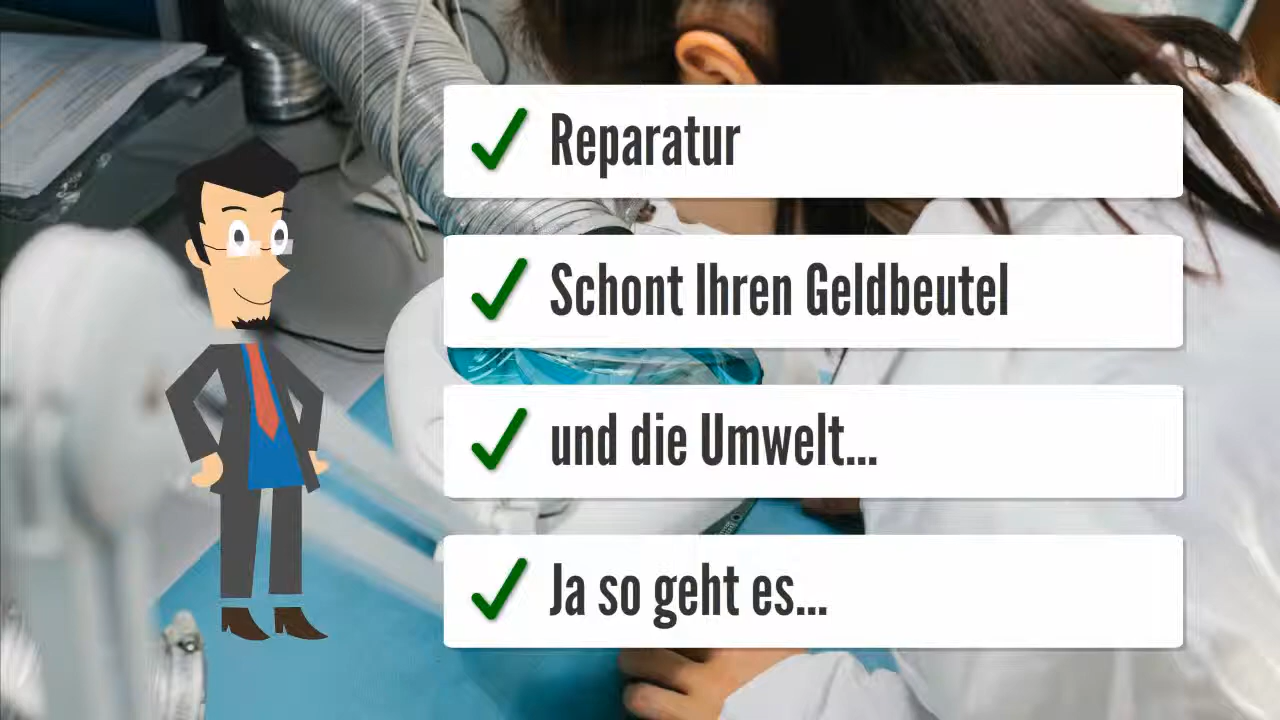 Reparatur
Schont Ihren Geldbeutel
und die Umwelt...
Ja so geht es...